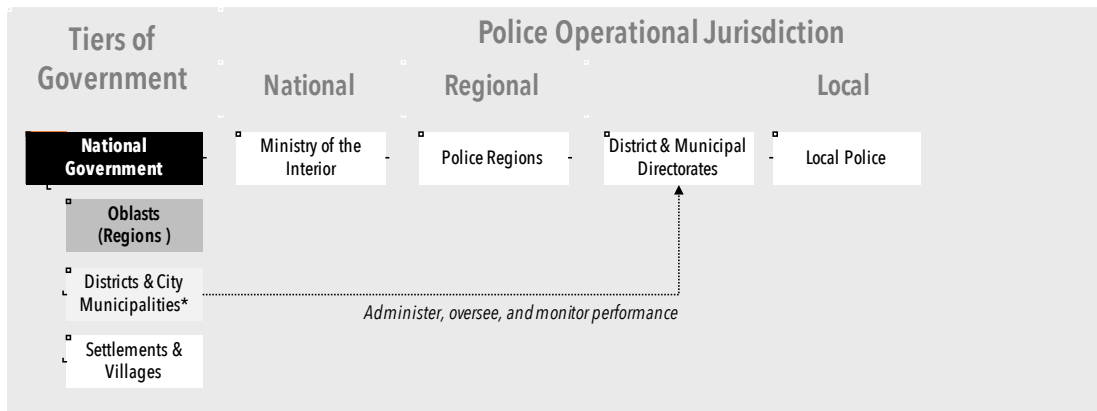 Tiers of
Government
Police Operational Jurisdiction
National
Regional
Local
National
Government
Ministry of the
Interior
Police Regions
District & Municipal
Directorates
Local Police
Oblasts
(Regions )
Districts & City
Municipalities*
Administer, oversee, and monitor performance
Settlements &
Villages